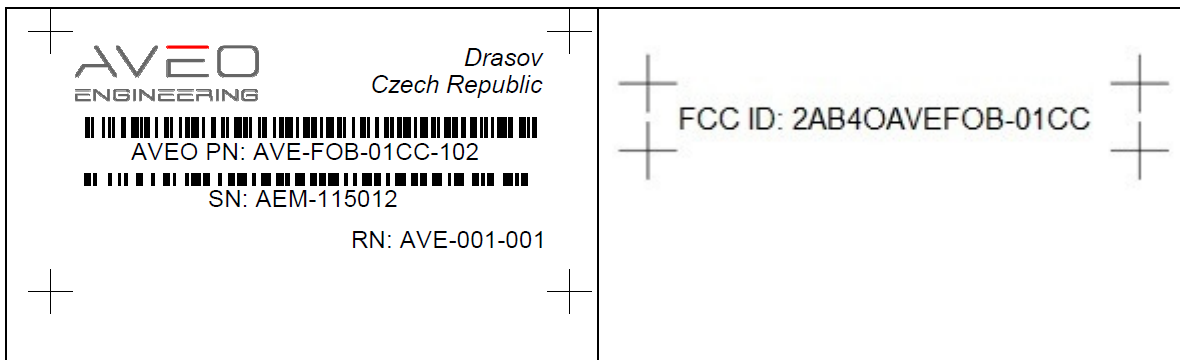 AVEO
ENGINEERING
Drasov
Czech Republic
AVEO PN: AVE-FOB-01CC-102
SN: AEM-115012
RN: AVE-001-001
FCC ID: 2AB4OAVEFOB-01CC